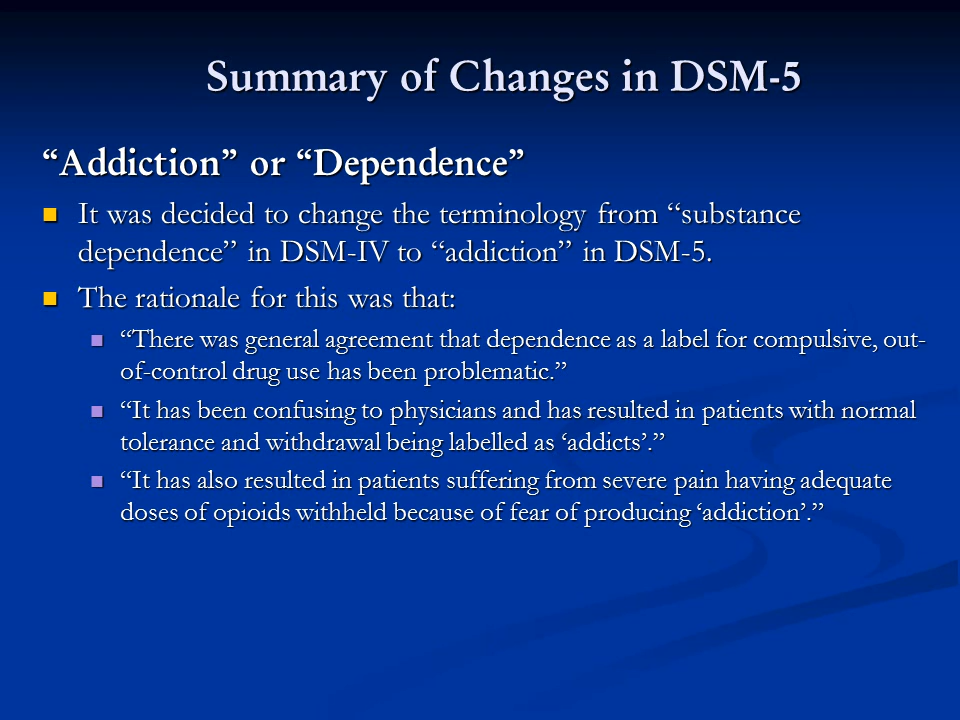 Summary of Changes in DSM-5
“Addiction” or “Dependence”
It was decided to change the terminology from “substance
dependence” in DSM-IV to “addiction” in DSM-5.
The rationale for this was that:
“There was general agreement that dependence as a label for compulsive, out-
of-control drug use has been problematic.”
“It has been confusing to physicians and has resulted in patients with normal
tolerance and withdrawal being labelled as ‘addicts’.”
“It has also resulted in patients suffering from severe pain having adequate
doses of opioids withheld because of fear of producing ‘addiction’.”